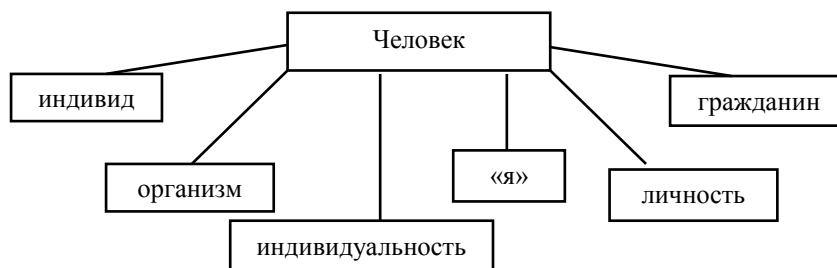 Человек
индивид
гражданин
организм
«я»
личность
индивидуальность